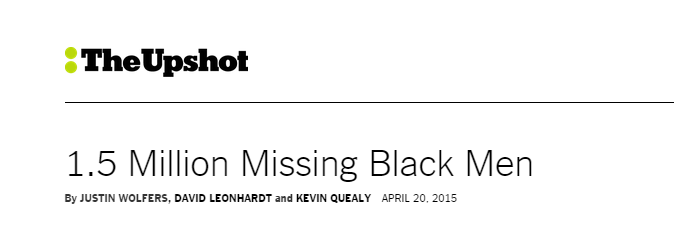 TheUpshot
1.5 Million Missing Black Men
By JUSTIN WOLFERS, DAVID LEONHARDT and KEVIN QUEALY APRIL 20, 2015